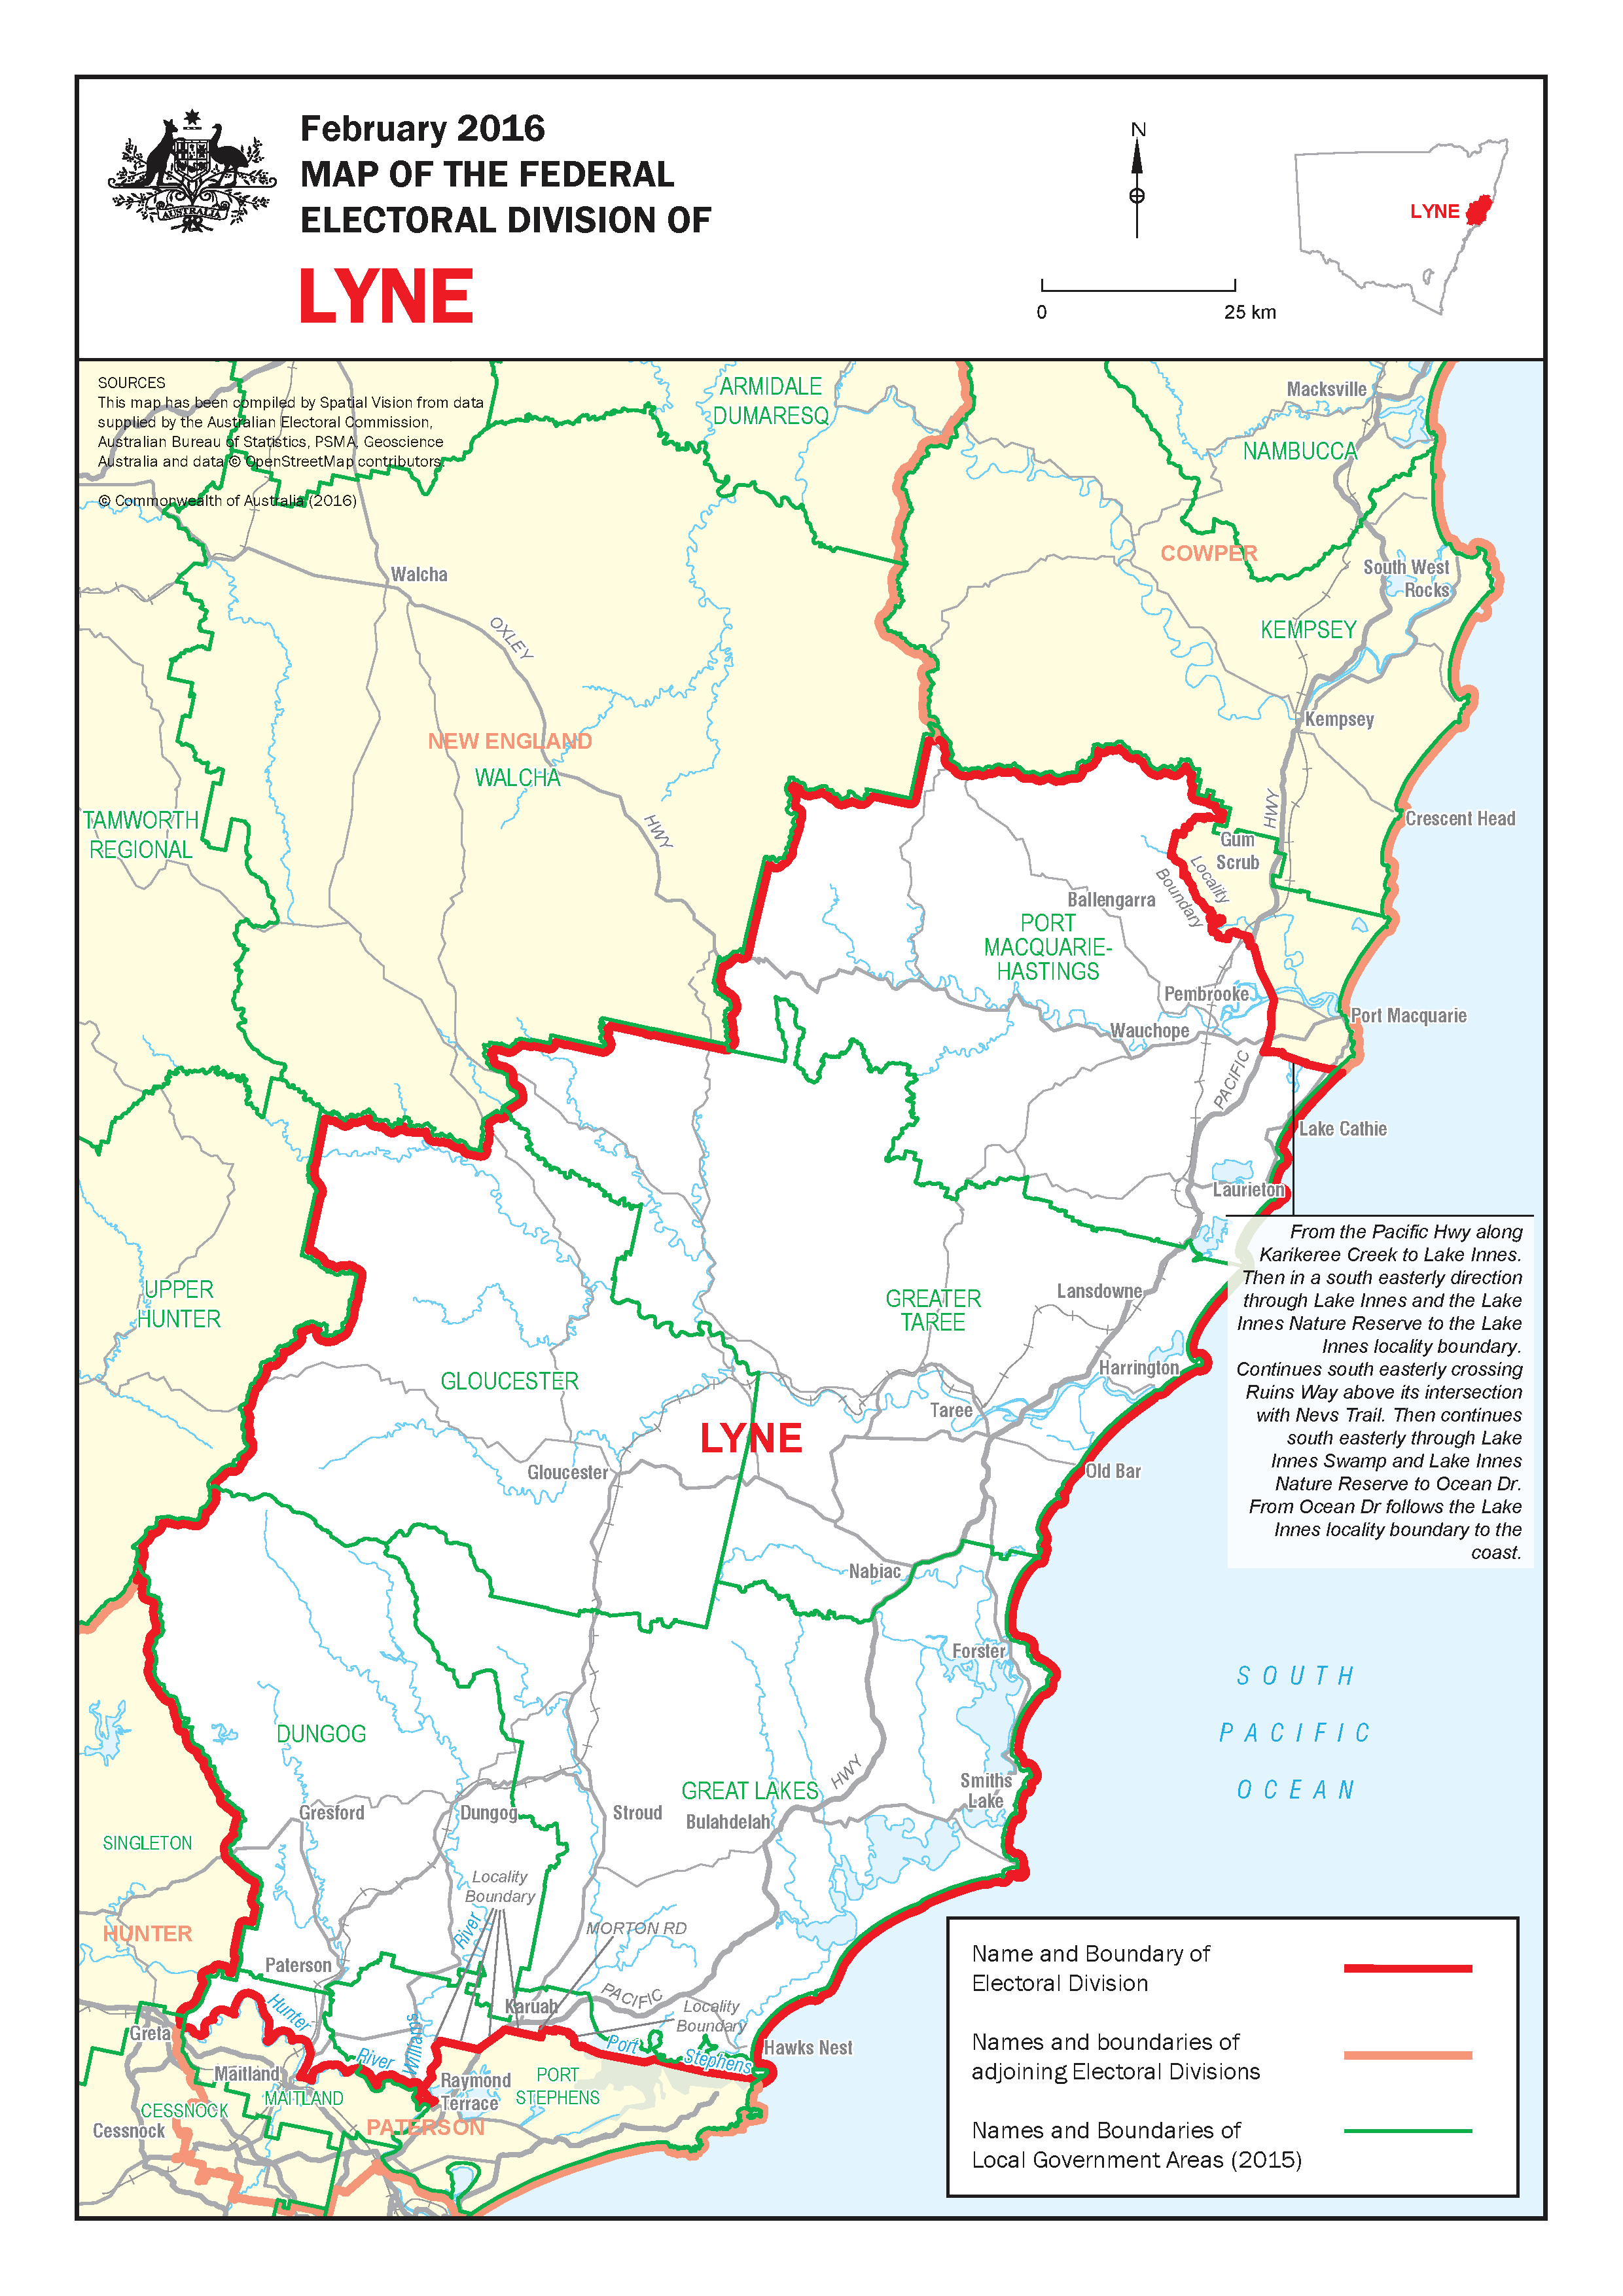 AUSTRALIA
February 2016
MAP OF THE FEDERAL
ELECTORAL DIVISION OF
LYNE
N
0
25 km
LYNE
SOURCES
This map has been compiled by Spatial Vision from data
supplied by the Australian Electoral Commission,
Australian Bureau of Statistics, PSMA, Geoscience
Australia and data © OpenStreetMap contributors.
© Commonwealth of Australia (2016)
ARMIDALE
DUMARESQ
Macksville
NAMBUCCA
COWPER
South West
Rocks
Walcha
OXLEY
KEMPSEY
Kempsey
NEW ENGLAND
WALCHA
HWY
HWY
TAMWORTH
REGIONAL
Crescent Head
Gum
Scrub
Locality
Boundary
Ballengarra
PORT
MACQUARIE-
HASTINGS
Pembrooke
Port Macquarie
Wauchope
PACIFIC
Lake Cathie
Laurieton
From the Pacific Hwy along
Karikeree Creek to Lake Innes.
Then in a south easterly direction
through Lake Innes and the Lake
Innes Nature Reserve to the Lake
Innes locality boundary.
Continues south easterly crossing
Ruins Way above its intersection
with Nevs Trail. Then continues
south easterly through Lake
Innes Swamp and Lake Innes
Nature Reserve to Ocean Dr.
From Ocean Dr follows the Lake
Innes locality boundary to the
coast.
UPPER
HUNTER
GREATER
TAREE
Lansdowne
Harrington
GLOUCESTER
Taree
LYNE
Gloucester
Old Bar
Nabiac
Forster
SOUTH
PACIFIC
OCEAN
DUNGOG
GREAT LAKES
HWY
Smiths
Lake
Gresford
Dungog
Stroud
Bulahdelah
SINGLETON
Locality
Boundary
HUNTER
River
MORTON RD
Paterson
PACIFIC
Karuah
Locality
Boundary
Hunter
River
Williams
Port
Stephens
Hawks Nest
Greta
Maitland
MAITLAND
Raymond
Terrace
PORT
STEPHENS
CESSNOCK
Cessnock
PATERSON
Name and Boundary of
Electoral Division
Names and boundaries of
adjoining Electoral Divisions
Names and Boundaries of
Local Government Areas (2015)